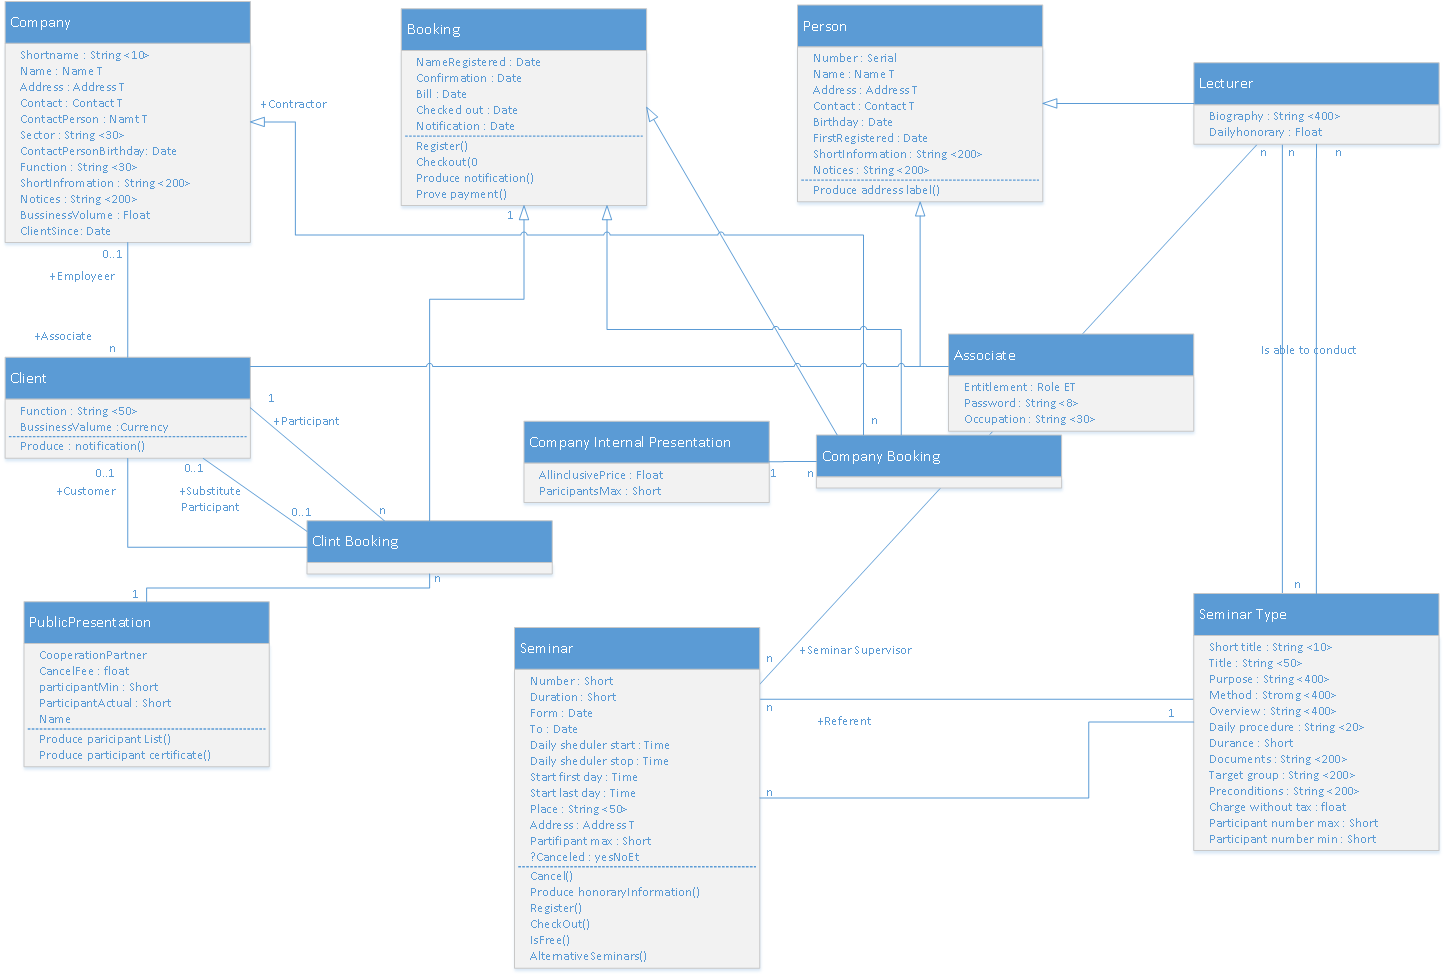 Company
Shortname : String <10>
Name : Name T
Address : Address T
Contact : Contact T
ContactPerson : Namt T
Sector : String <30>
ContactPersonBirthday: Date
Function : String <30>
ShortInfromation : String <200>
Notices : String <200>
BussinessVolume : Float
ClientSince: Date
Booking
NameRegistered : Date
Confirmation : Date
Bill : Date
Checked out : Date
Notification : Date
Register()
Checkout(0
Produce notification()
Prove payment()
Person
Number : Serial
Name : Name T
Address : Address T
Contact : Contact T
Birthday : Date
FirstRegistered : Date
ShortInformation : String <200>
Notices : String <200>
Produce address label()
Lecturer
Biography : String <400>
Dailyhonorary : Float
+Contractor
n
n
n
1
0..1
+Employeer
+Associate
n
Is able to conduct
Associate
Entitlement : Role ET
Password : String <8>
Occupation : String <30>
Client
Function : String <50>
BussinessValume :Currency
Produce : notification()
1
+Participant
n
Company Internal Presentation
AllinclusivePrice : Float
ParicipantsMax : Short
1
n
Company Booking
0..1
+Customer
0..1
+Substitute
Participant
0..1
n
Clint Booking
n
1
PublicPresentation
CooperationPartner
CancelFee : float
participantMin : Short
ParticipantActual : Short
Name
Produce paricipant List()
Produce participant certificate()
Seminar
Number : Short
Duration : Short
Form : Date
To : Date
Daily sheduler start : Time
Daily sheduler stop : Time
Start first day : Time
Start last day : Time
Place : String <50>
Address : Address T
Partifipant max : Short
?Canceled : yesNoEt
Cancel()
Produce honoraryInformation()
Register()
CheckOut()
IsFree()
AlternativeSeminars()
n
+Seminar Supervisor
n
+Referent
1
n
n
Seminar Type
Short title : String <10>
Title : String <50>
Purpose : String <400>
Method : Stromg <400>
Overview : String <400>
Daily procedure : String <20>
Durance : Short
Documents : String <200>
Target group : String <200>
Preconditions : String <200>
Charge without tax : float
Participant number max : Short
Participant number min : Short